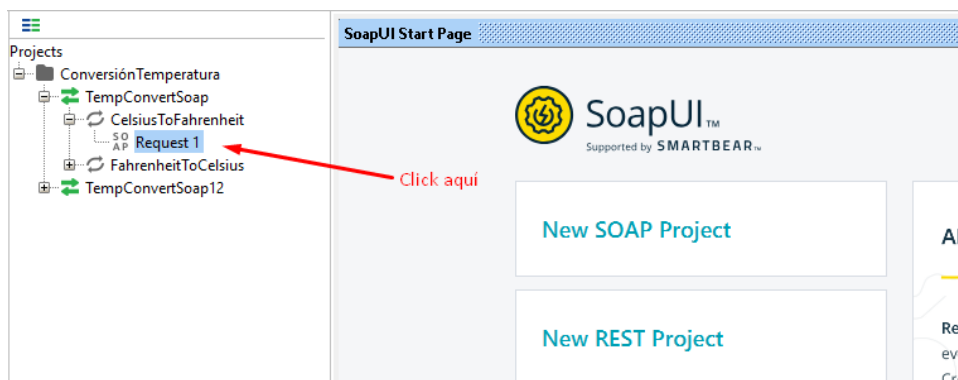 Projects
ConversiónTemperatura
TempConvertSoap
CelsiusToFahrenheit
SO
AP
Request 1
FahrenheitToCelsius
TempConvertSoap12
Click aquí
SoapUI Start Page
SoapUI™
Supported by SMARTBEAR™
New SOAP Project
New REST Project